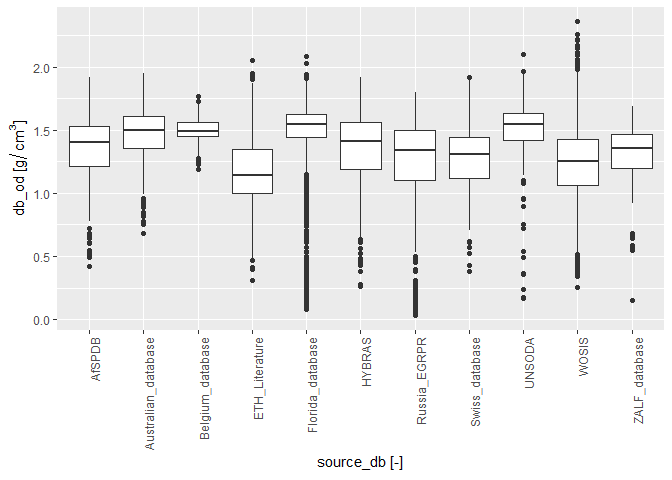 db_od [g/ cm³]
2.0
1.5
1.0
0.5
0.0
AfSPDB
Australian_database
Belgium_database
ETH_Literature
Florida_database
HYBRAS
Russia_EGRPR
Swiss_database
UNSODA
WOSIS
ZALF_database
source_db [-]